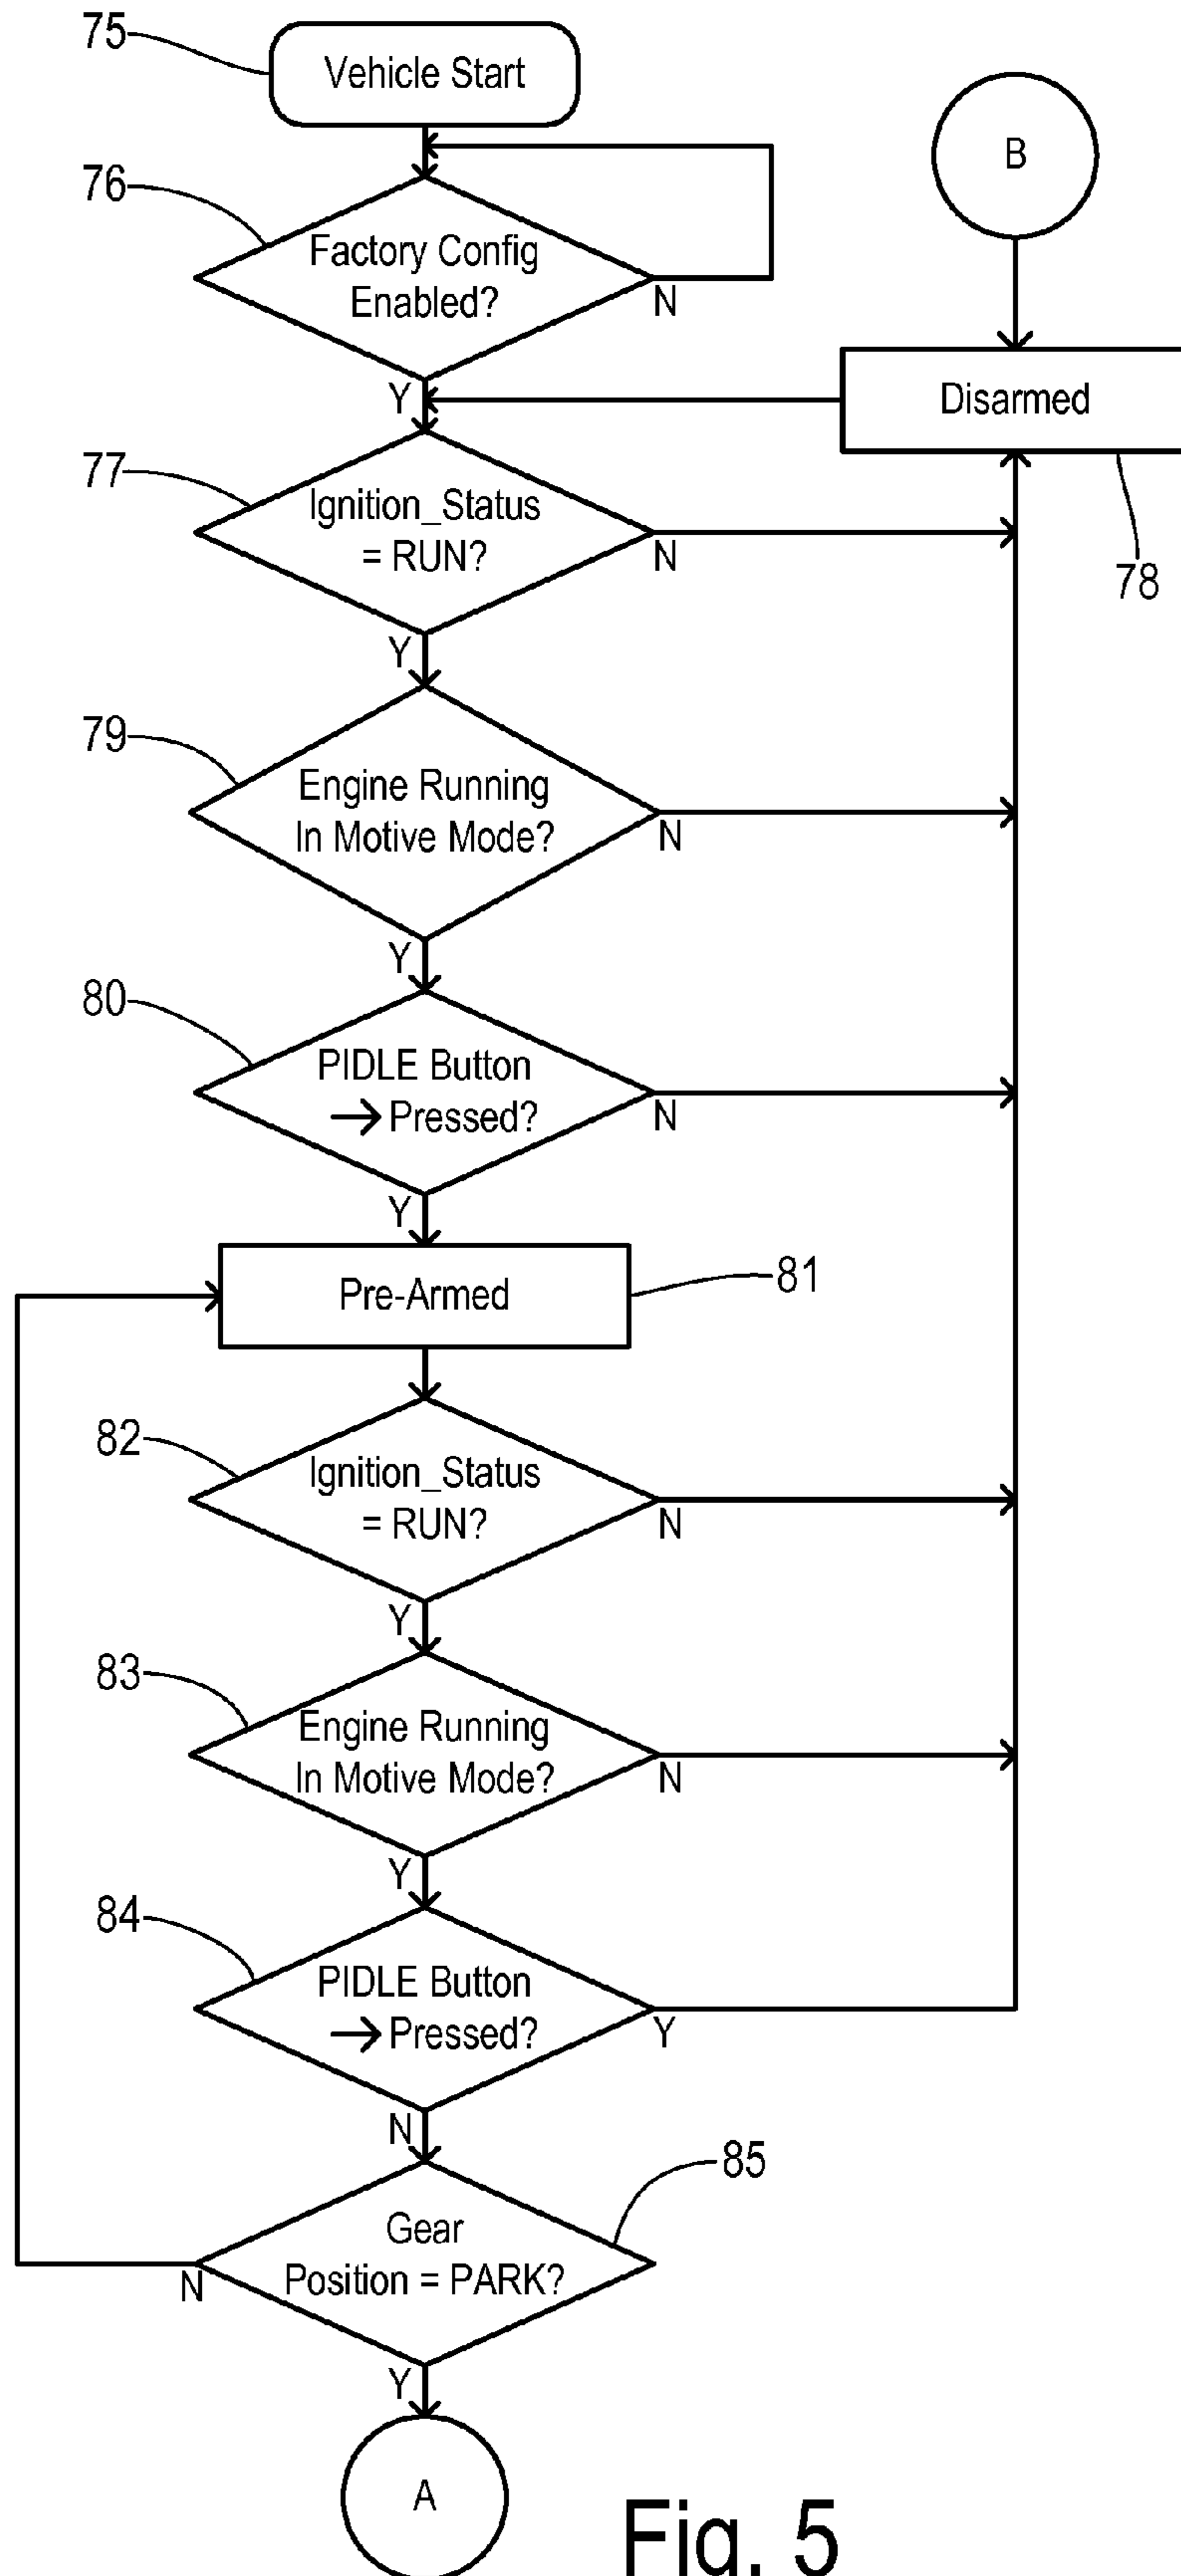 75
Vehicle Start
B
76
Factory Config
Enabled?
N
Y
Disarmed
78
77
Ignition_Status
= RUN?
N
Y
79
Engine Running
In Motive Mode?
N
Y
80
PIDLE Button
→ Pressed?
N
Y
Pre-Armed
81
82
Ignition_Status
= RUN?
N
Y
83
Engine Running
In Motive Mode?
N
Y
84
PIDLE Button
→ Pressed?
Y
N
85
Gear
Position = PARK?
N
Y
A
Fig. 5